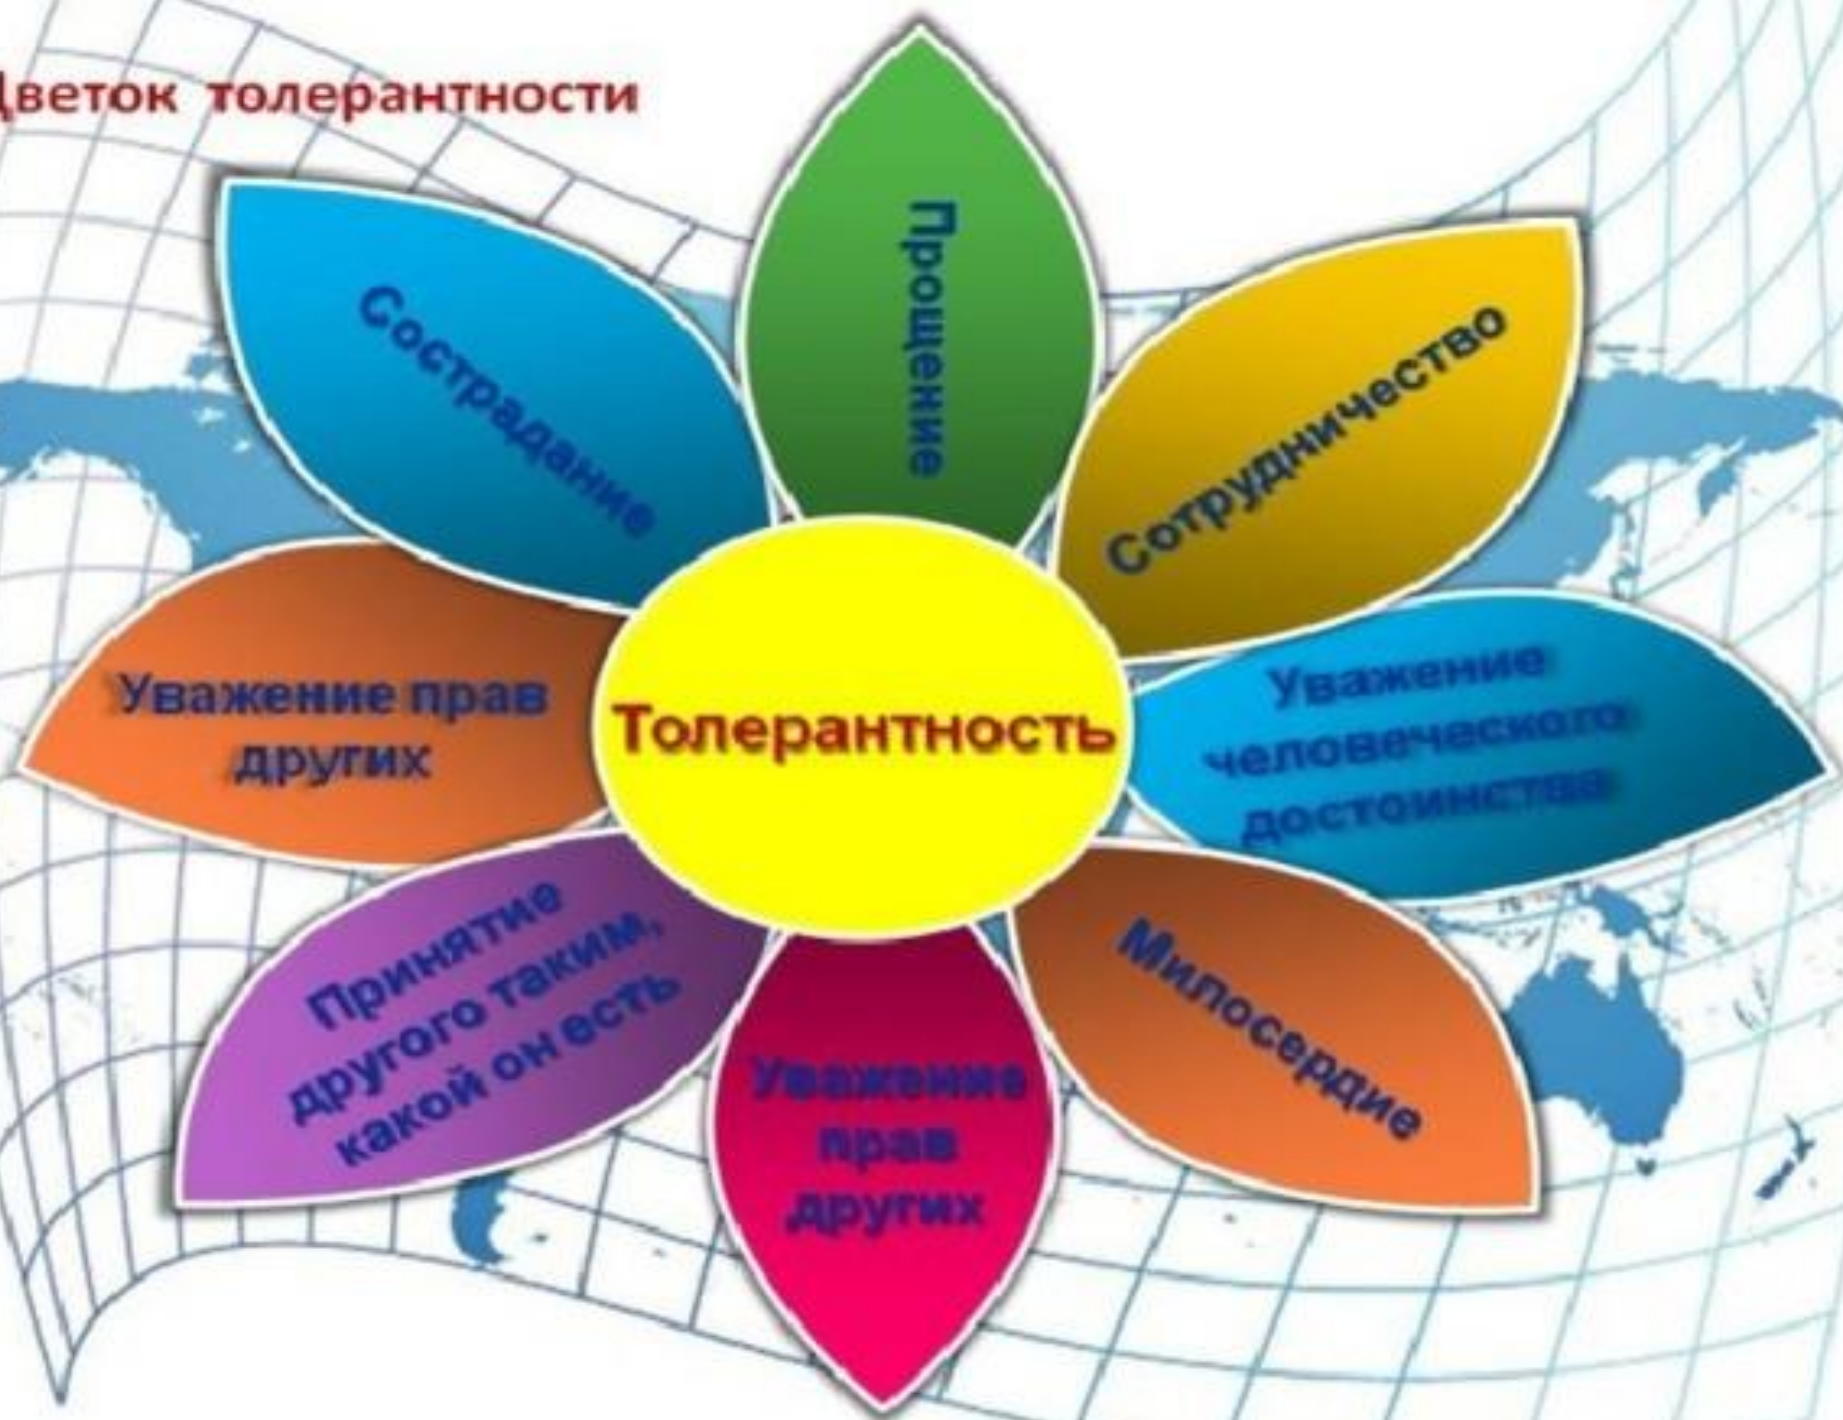 Цветок толерантности
Прощение
Сострадание
Сотрудничество
Уважение прав
других
Толерантность
Уважение
человеческого
достоинства
Принятие
другого таким,
какой он есть
Милосердие
Уважение
прав
других